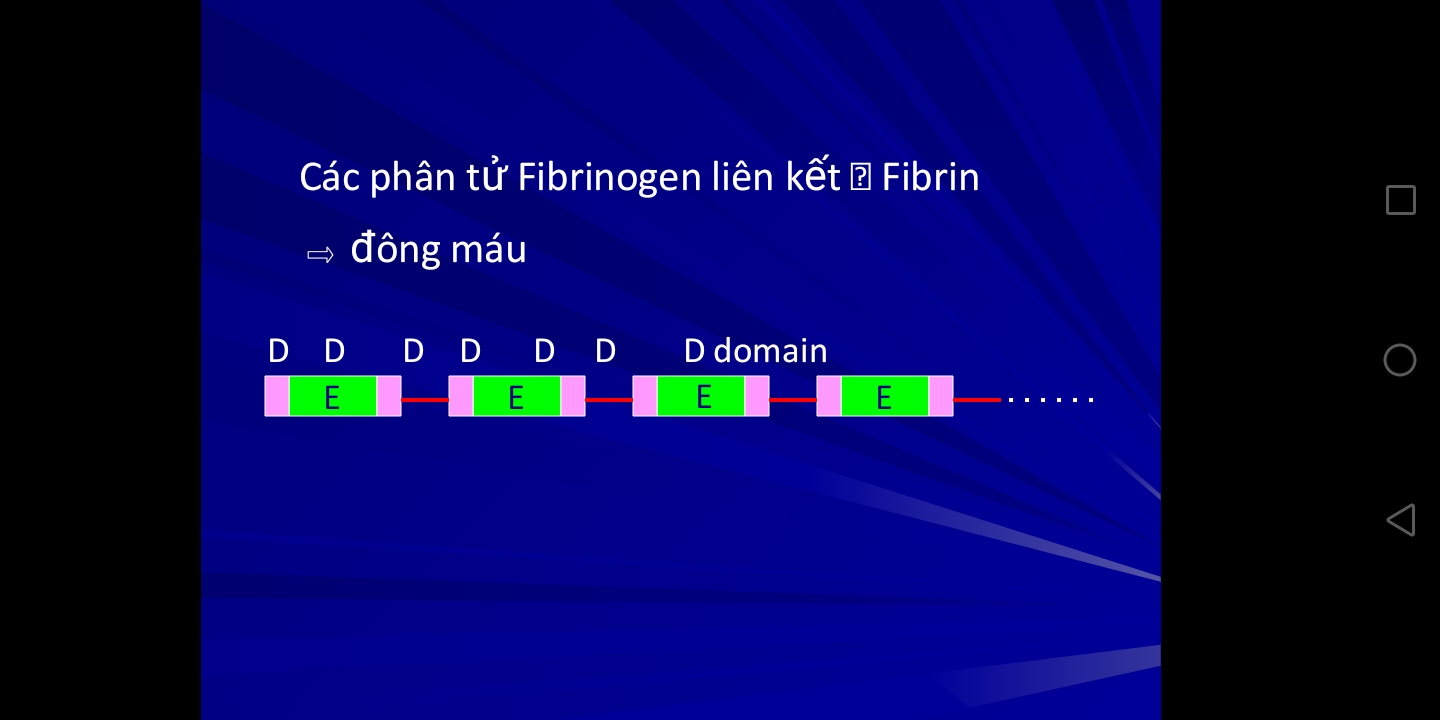 Các phân tử Fibrinogen liên kết ⍰ Fibrin
⇨ đông máu
D D D D D D D domain
E E E E ......